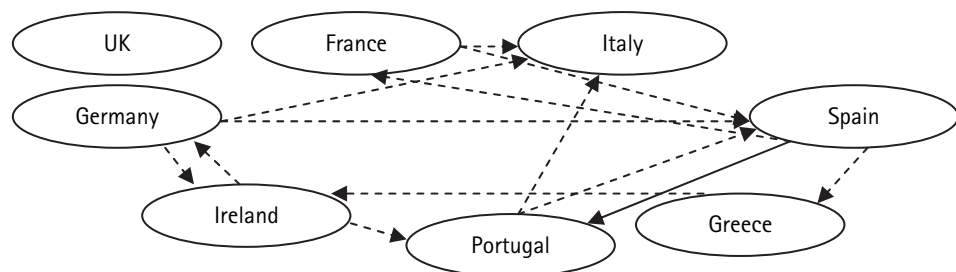 UK
France
Italy
Germany
Spain
Ireland
Portugal
Greece